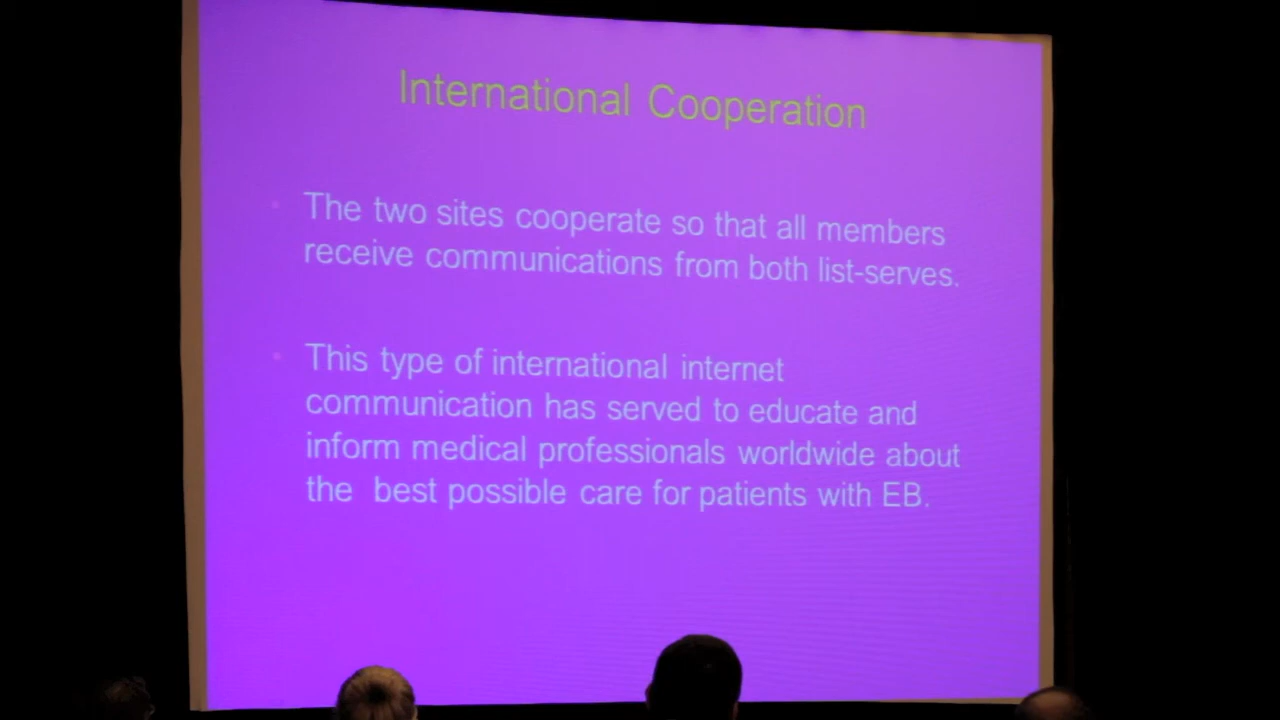 International Cooperation
• The two sites cooperate so that all members
receive communications from both list-serves.
• This type of international internet
communication has served to educate and
inform medical professionals worldwide about
the best possible care for patients with EB.